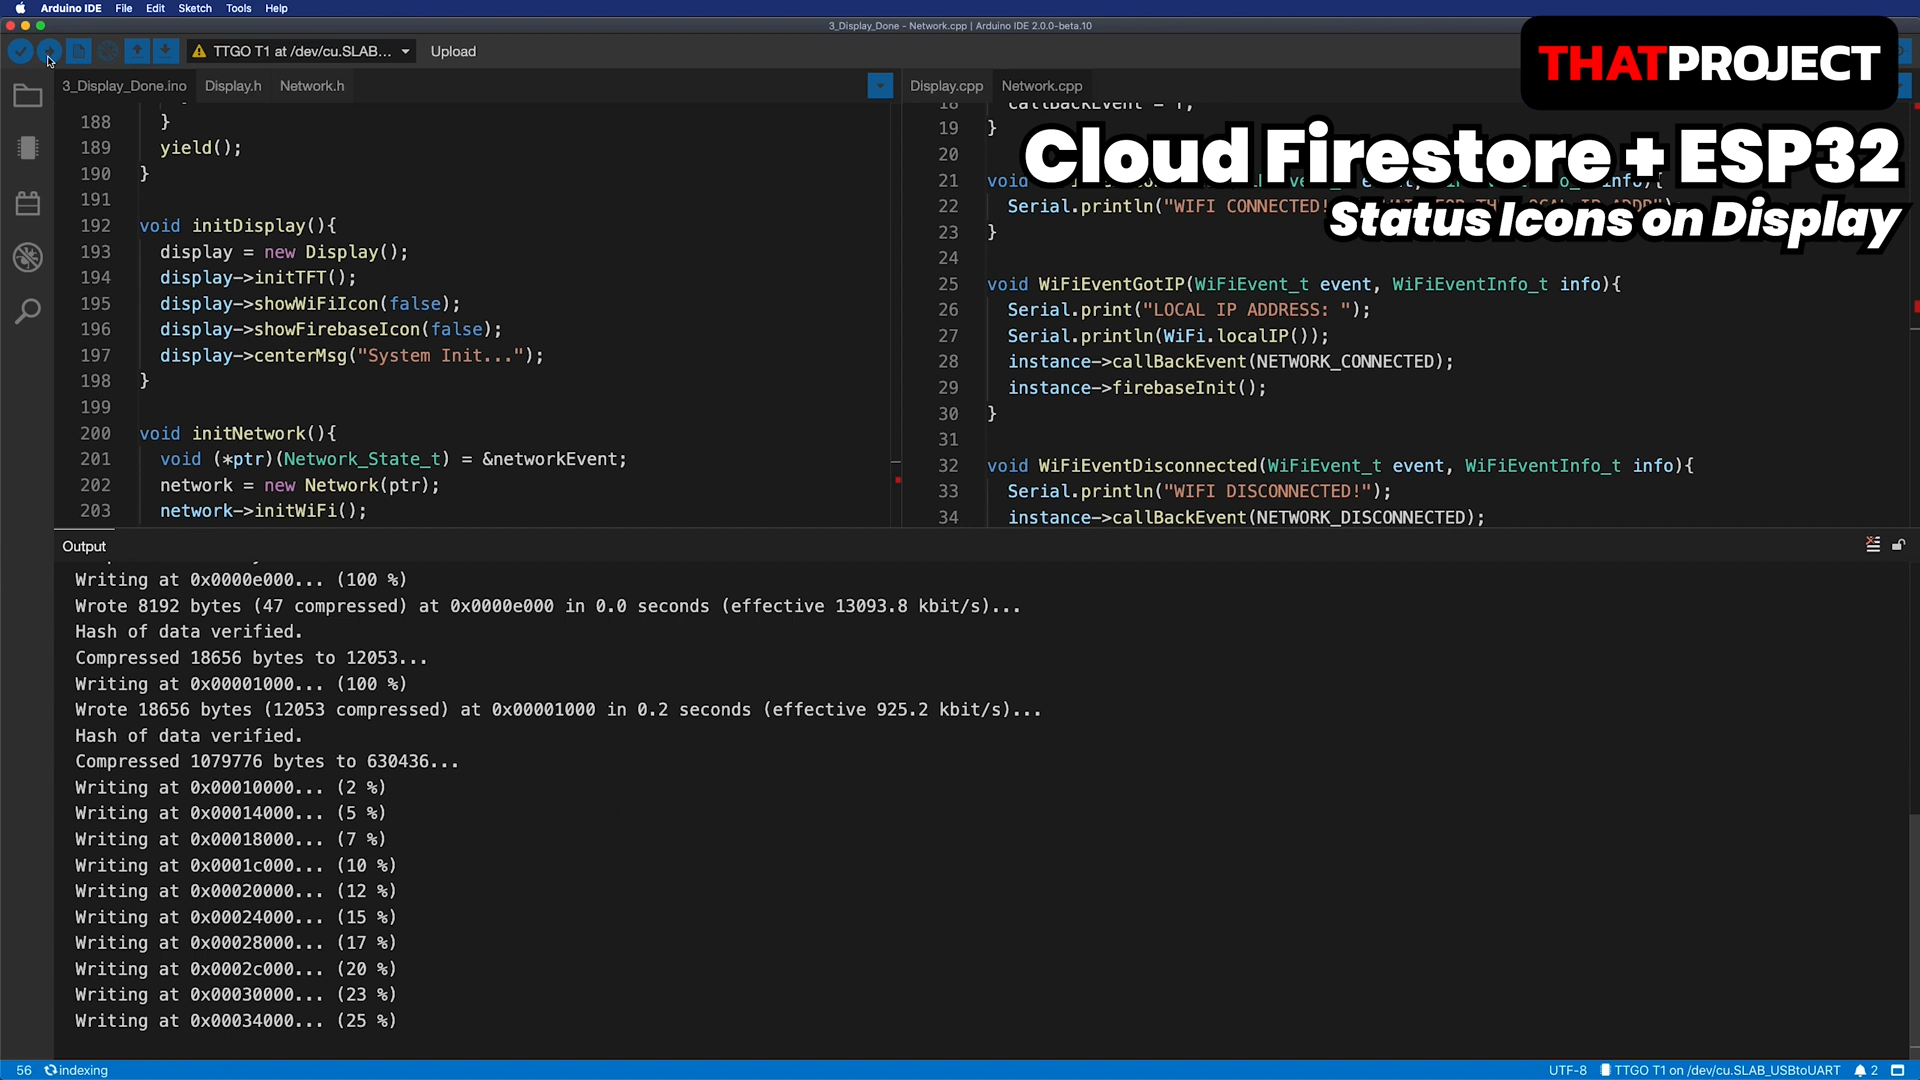 Arduino IDE File Edit Sketch Tools Help
3_Display_Done - Network.cpp | Arduino IDE 2.0.0-beta.10
TTGO T1 at /dev/cu.SLAB... Upload
THATPROJECT
Cloud Firestore + ESP32
Status Icons on Display
3_Display_Done.ino Display.h Network.h
188 }
189 yield();
190 }
191
192 void initDisplay(){
193 display = new Display();
194 display->initTFT();
195 display->showWiFiIcon(false);
196 display->showFirebaseIcon(false);
197 display->centerMsg("System Init...");
198 }
199
200 void initNetwork(){
201 void (*ptr)(Network_State_t) = &networkEvent;
202 network = new Network(ptr);
203 network->initWiFi();
Display.cpp Network.cpp
18 callBackEvent = f;
19 }
20
21 void info){
22 Serial.println("WIFI CONNECTED!
23 }
24
25 void WiFiEventGotIP(WiFiEvent_t event, WiFiEventInfo_t info){
26 Serial.print("LOCAL IP ADDRESS: ");
27 Serial.println(WiFi.localIP());
28 instance->callBackEvent(NETWORK_CONNECTED);
29 instance->firebaseInit();
30 }
31
32 void WiFiEventDisconnected(WiFiEvent_t event, WiFiEventInfo_t info){
33 Serial.println("WIFI DISCONNECTED!");
34 instance->callBackEvent(NETWORK_DISCONNECTED);
Output
Writing at 0x0000e000... (100 %)
Wrote 8192 bytes (47 compressed) at 0x0000e000 in 0.0 seconds (effective 13093.8 kbit/s)...
Hash of data verified.
Compressed 18656 bytes to 12053...
Writing at 0x00001000... (100 %)
Wrote 18656 bytes (12053 compressed) at 0x00001000 in 0.2 seconds (effective 925.2 kbit/s)...
Hash of data verified.
Compressed 1079776 bytes to 630436...
Writing at 0x00010000... (2 %)
Writing at 0x00014000... (5 %)
Writing at 0x00018000... (7 %)
Writing at 0x0001c000... (10 %)
Writing at 0x00020000... (12 %)
Writing at 0x00024000... (15 %)
Writing at 0x00028000... (17 %)
Writing at 0x0002c000... (20 %)
Writing at 0x00030000... (23 %)
Writing at 0x00034000... (25 %)
56 indexing UTF-8 TTGO T1 on /dev/cu.SLAB_USBtoUART 2